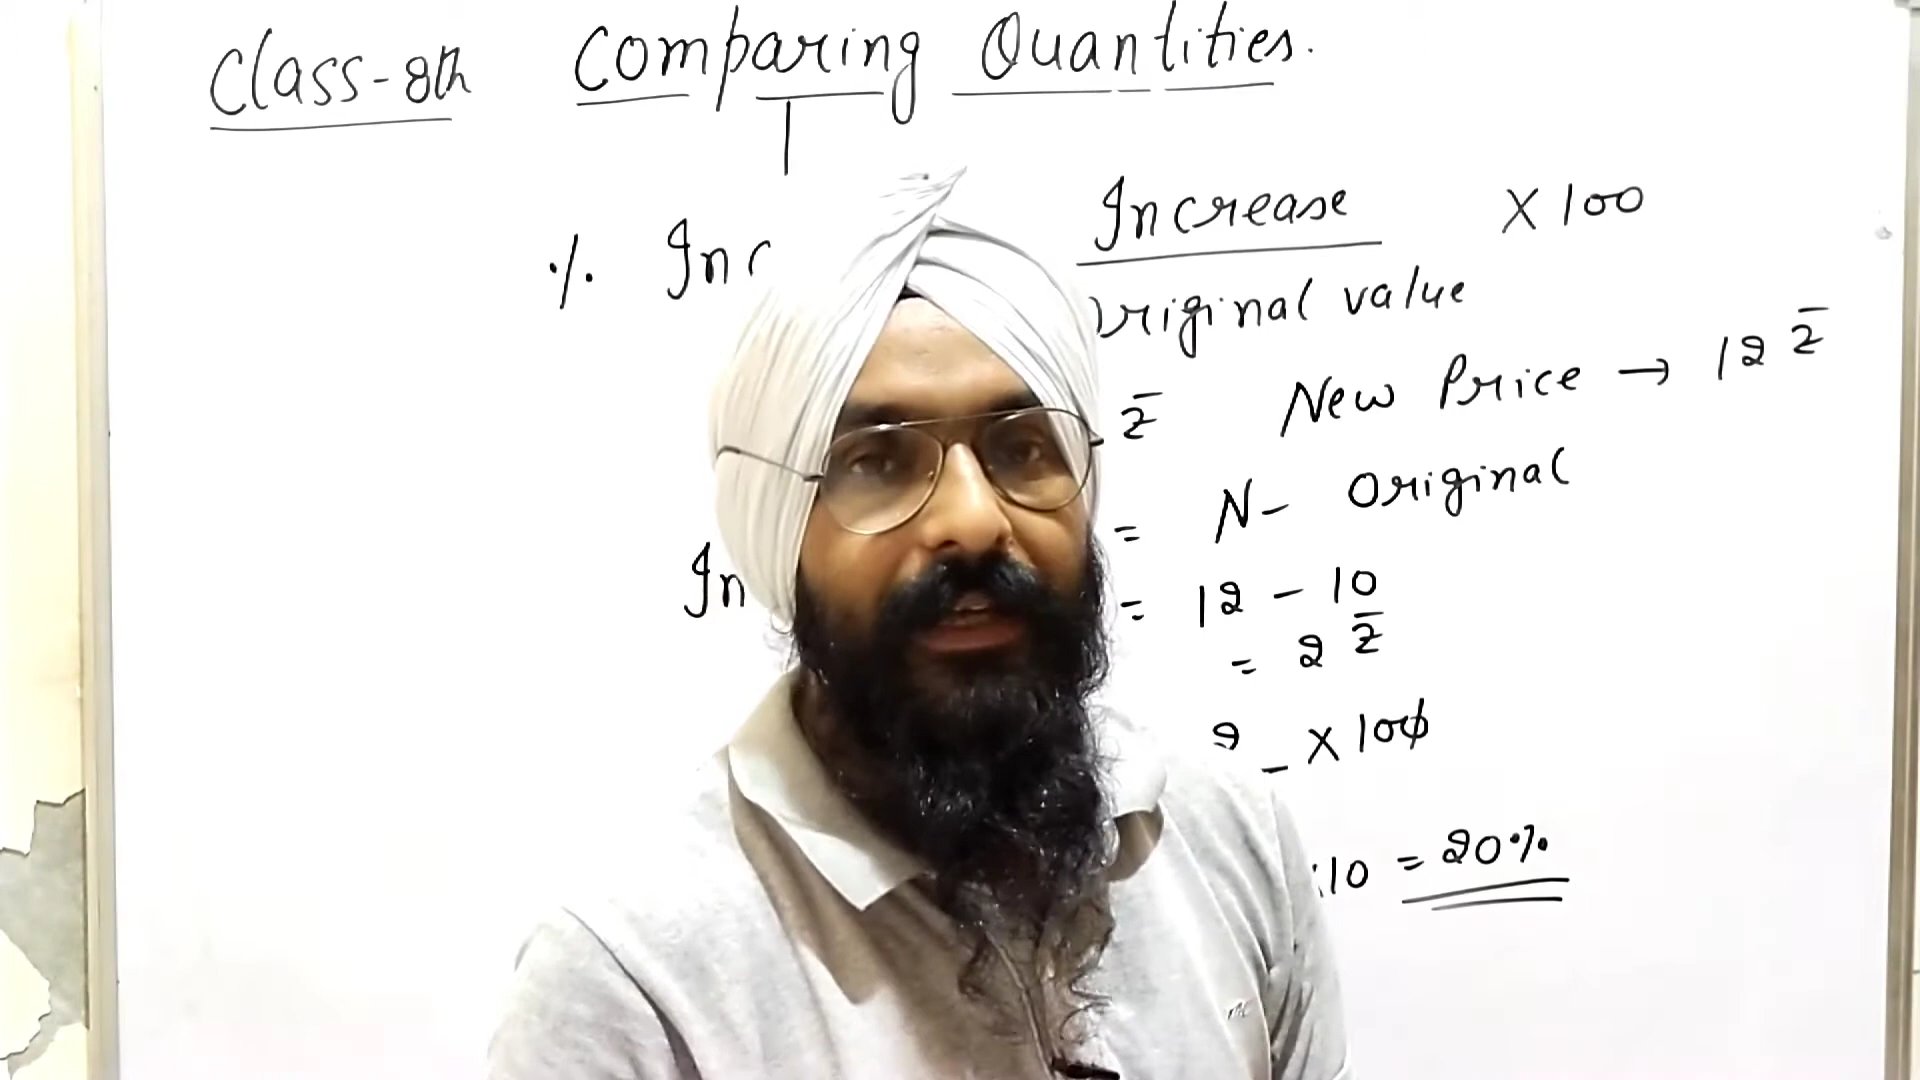 Class-8th Comparing Quantities.
% Inc Increase X 100
Original value
₹ New Price → 12 ₹
= N - Original
In = 12 - 10
= 2 ₹
2 X 100
10 = 20%